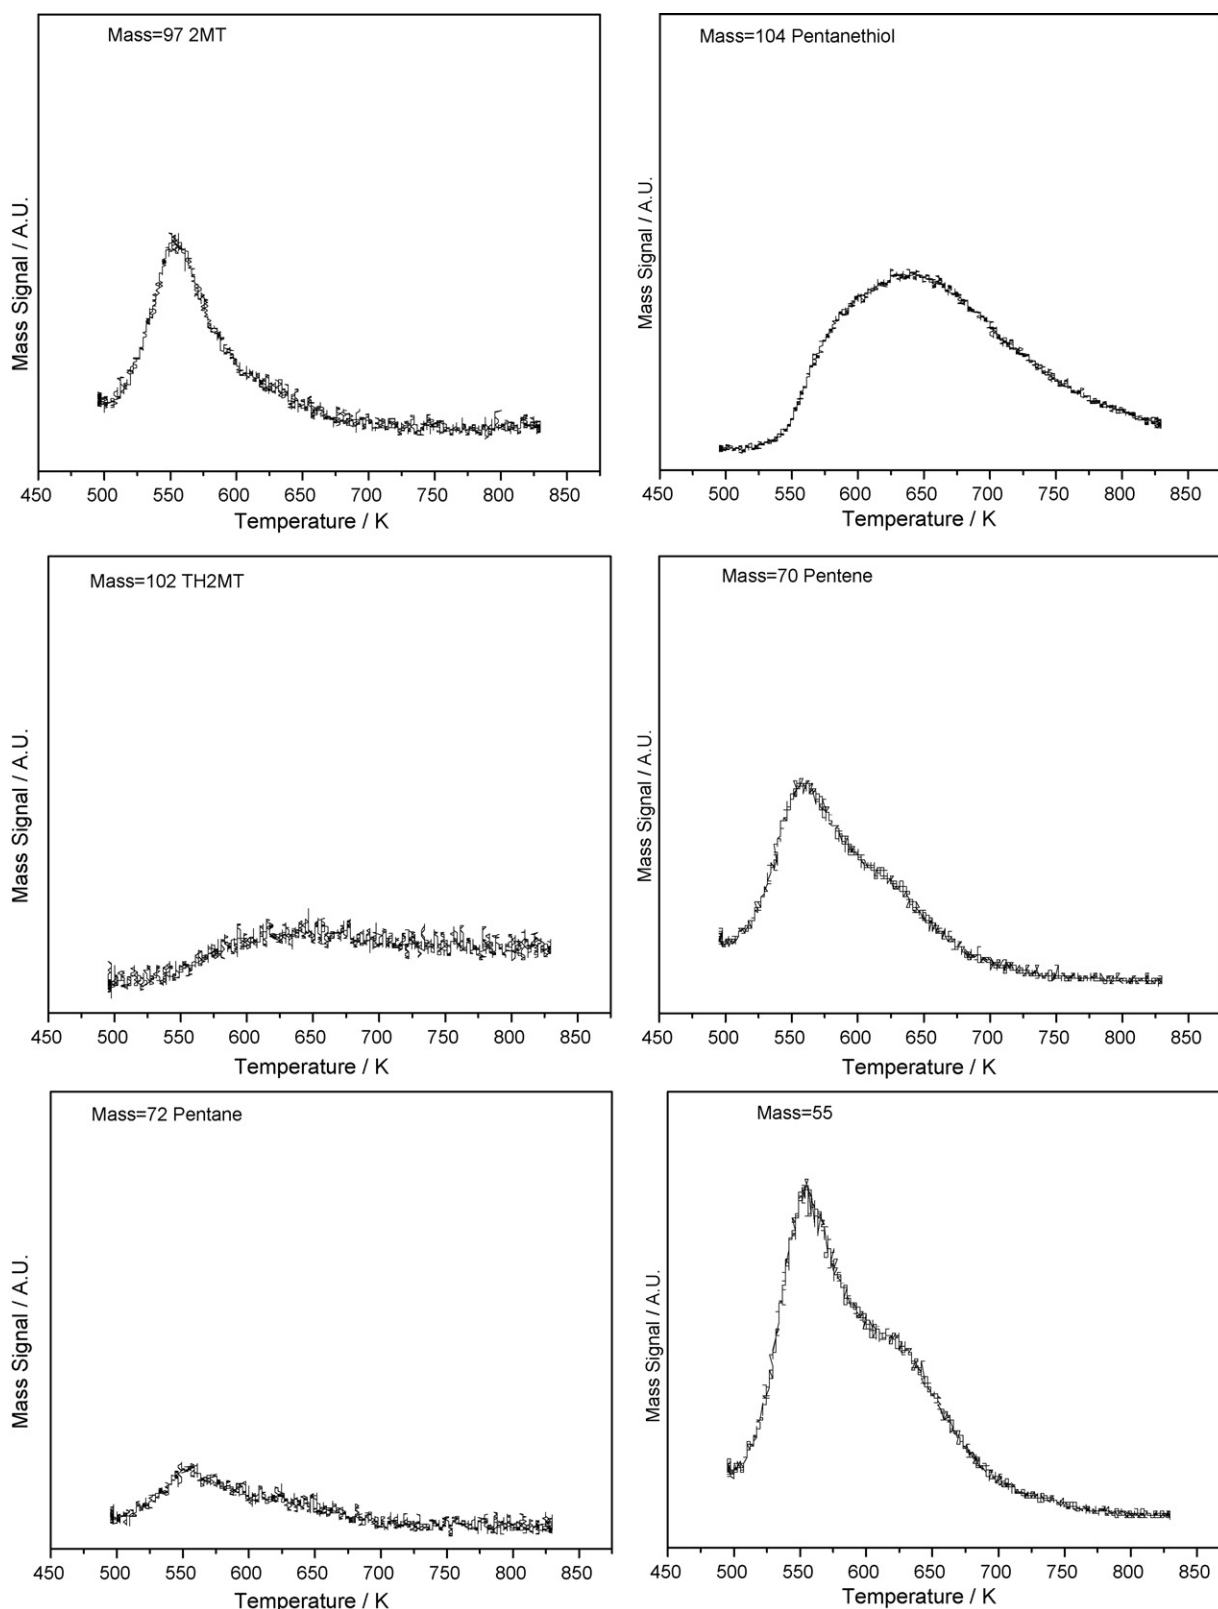 Mass=97 2MT
Mass Signal / A.U.
450 500 550 600 650 700 750 800 850
Temperature / K
Mass=104 Pentanethiol
Mass Signal / A.U.
450 500 550 600 650 700 750 800 850
Temperature / K
Mass=102 TH2MT
Mass Signal / A.U.
450 500 550 600 650 700 750 800 850
Temperature / K
Mass=70 Pentene
Mass Signal / A.U.
450 500 550 600 650 700 750 800 850
Temperature / K
Mass=72 Pentane
Mass Signal / A.U.
450 500 550 600 650 700 750 800 850
Temperature / K
Mass=55
Mass Signal / A.U.
450 500 550 600 650 700 750 800 850
Temperature / K